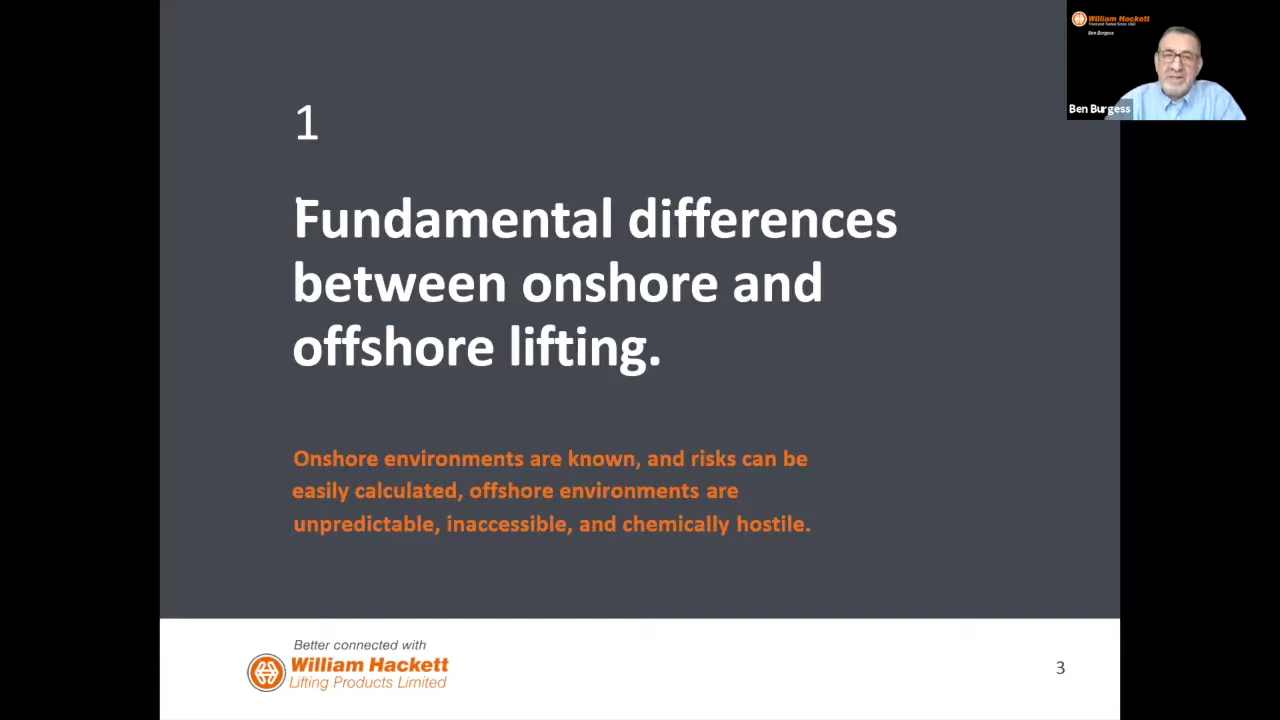 1
Fundamental differences
between onshore and
offshore lifting.
Onshore environments are known, and risks can be
easily calculated, offshore environments are
unpredictable, inaccessible, and chemically hostile.
Better connected with
William Hackett
Lifting Products Limited
3
William Hackett
Ben Burgess
Ben Burgess